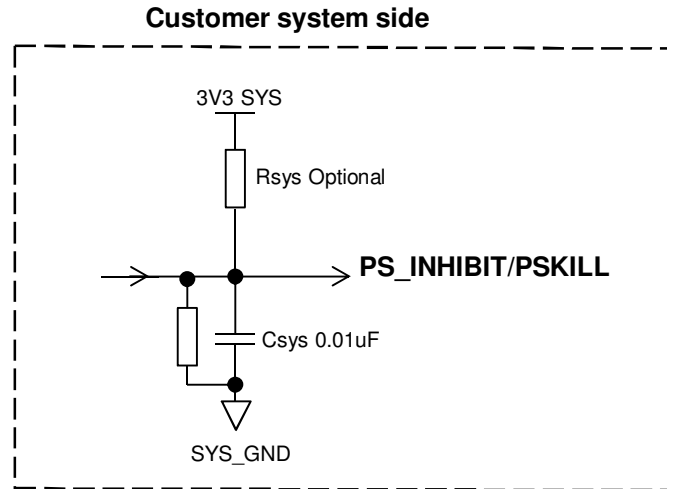 Customer system side
3V3 SYS
Rsys Optional
PS_INHIBIT/PSKILL
Csys 0.01uF
SYS_GND